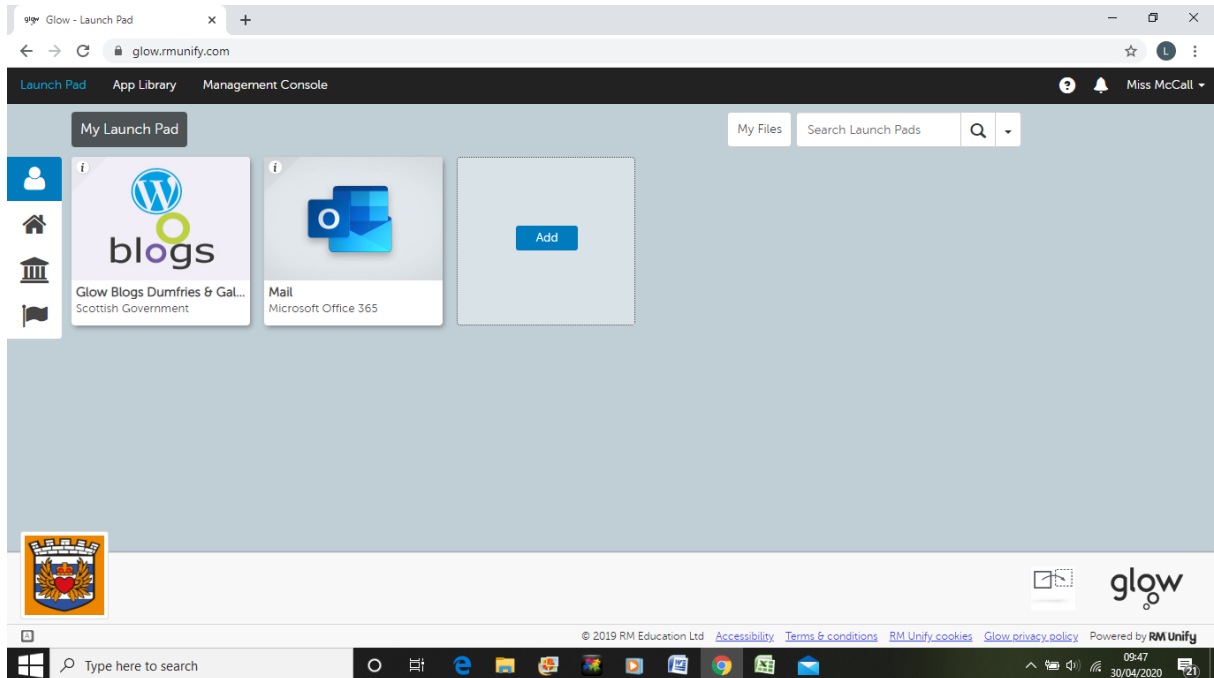 glow Glow - Launch Pad
glow.rmunify.com
L
Launch Pad App Library Management Console
? Miss McCall
My Launch Pad
My Files Search Launch Pads
i
i
W
blogs
O
Add
Glow Blogs Dumfries & Gal...
Scottish Government
Mail
Microsoft Office 365
glow
A
© 2019 RM Education Ltd Accessibility Terms & conditions RM Unify cookies Glow privacy policy Powered by RM Unify
Type here to search
09:47
30/04/2020
21